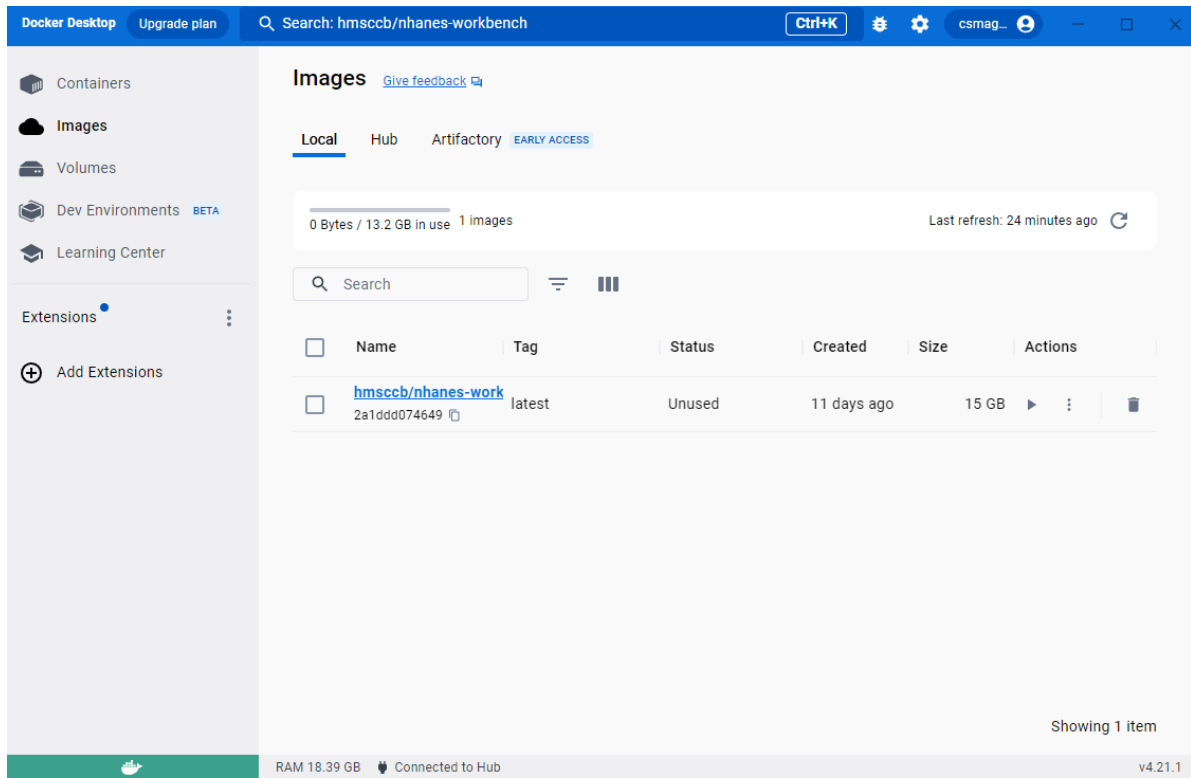 Docker Desktop Upgrade plan Search: hmsccb/nhanes-workbench Ctrl+K csmag...
Containers
Images
Volumes
Dev Environments BETA
Learning Center
Extensions
Add Extensions
Images Give feedback
Local Hub Artifactory EARLY ACCESS
0 Bytes / 13.2 GB in use 1 images Last refresh: 24 minutes ago
Search
Name Tag Status Created Size Actions
hmsccb/nhanes-work latest Unused 11 days ago 15 GB
2a1ddd074649
Showing 1 item
RAM 18.39 GB Connected to Hub v4.21.1